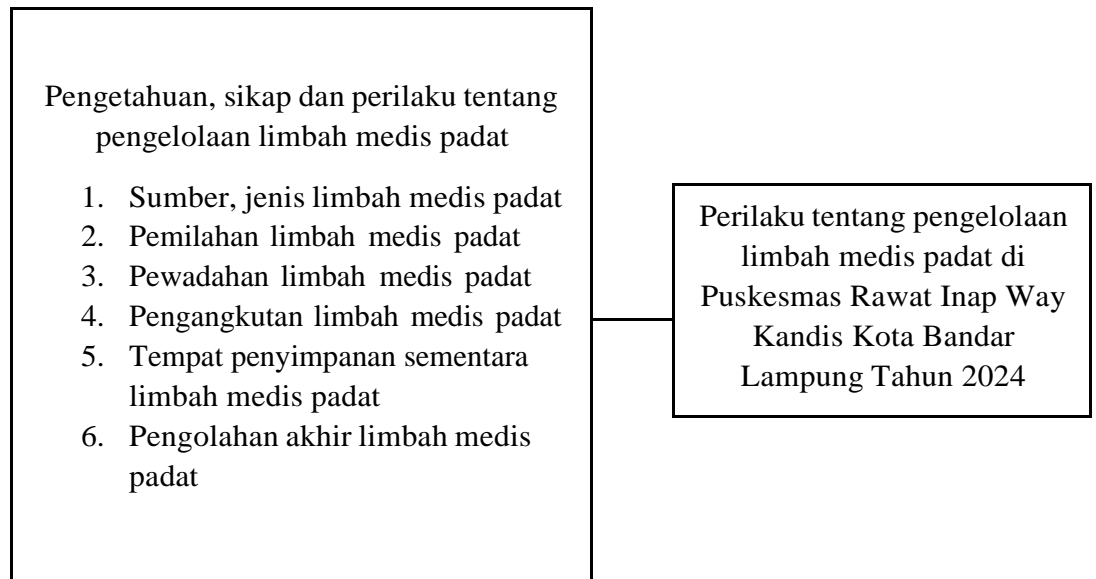 Pengetahuan, sikap dan perilaku tentang
pengelolaan limbah medis padat
1. Sumber, jenis limbah medis padat
2. Pemilahan limbah medis padat
3. Pewadahan limbah medis padat
4. Pengangkutan limbah medis padat
5. Tempat penyimpanan sementara
limbah medis padat
6. Pengolahan akhir limbah medis
padat
Perilaku tentang pengelolaan
limbah medis padat di
Puskesmas Rawat Inap Way
Kandis Kota Bandar
Lampung Tahun 2024